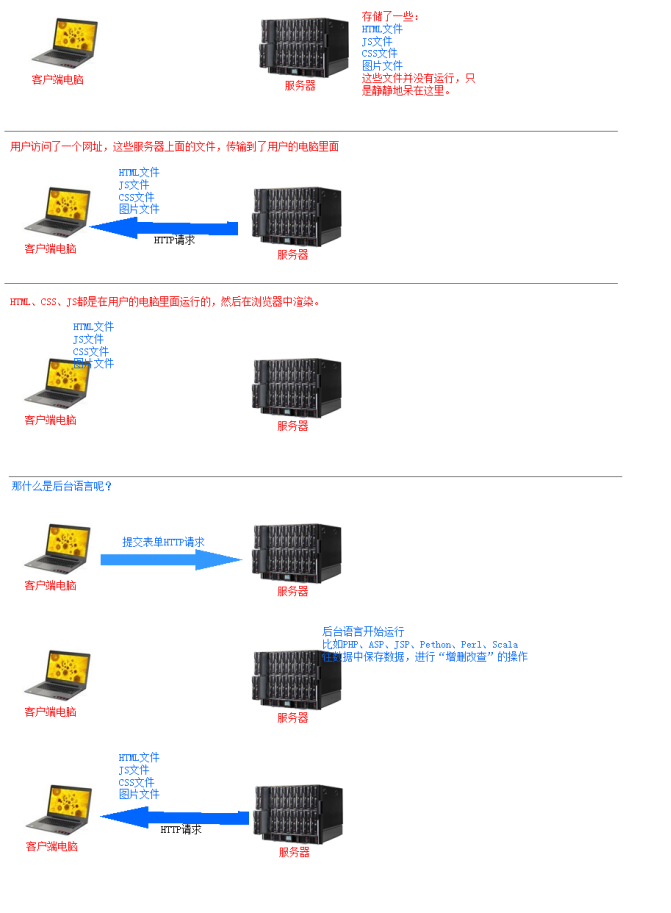 存储了一些:
HTML文件
JS文件
CSS文件
图片文件
这些文件并没有运行，只
是静静地呆在这里。
客户端电脑
服务器
用户访问了一个网址，这些服务器上面的文件，传输到了用户的电脑里面
HTML文件
JS文件
CSS文件
图片文件
HTTP请求
客户端电脑
服务器
HTML、CSS、JS都是在用户的电脑里面运行的，然后在浏览器中渲染。
HTML文件
JS文件
CSS文件
图片文件
客户端电脑
服务器
那什么是后台语言呢？
提交表单HTTP请求
客户端电脑
服务器
后台语言开始运行
比如PHP、ASP、JSP、Pethon、Perl、Scala
往数据中保存数据，进行“增删改查”的操作
客户端电脑
服务器
HTML文件
JS文件
CSS文件
图片文件
HTTP请求
客户端电脑
服务器